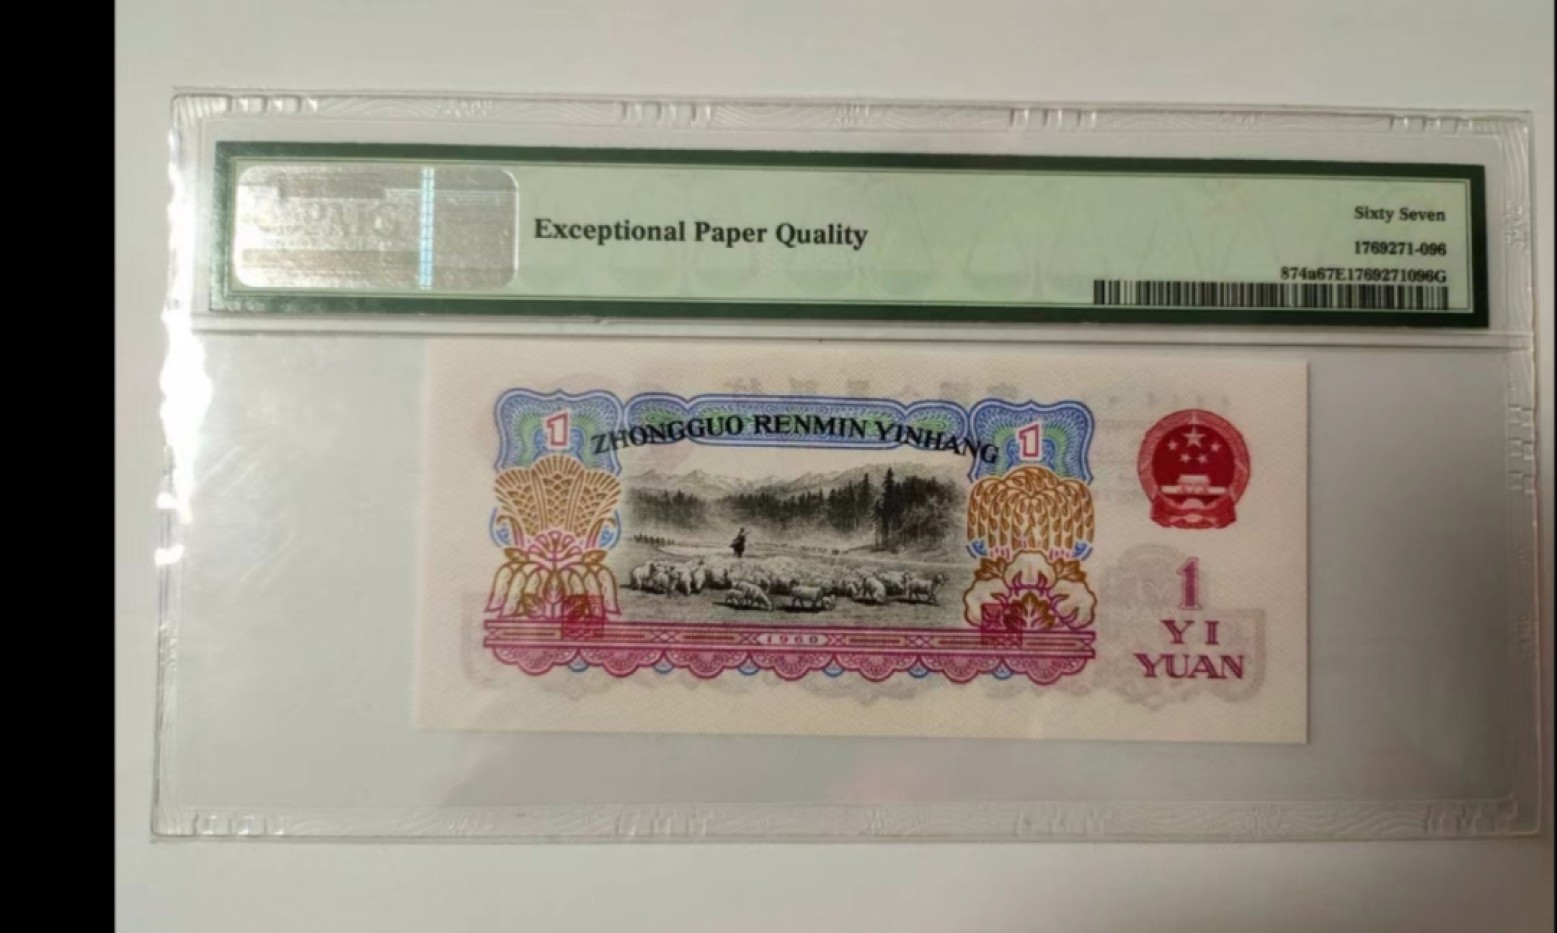 Exceptional Paper Quality
Sixty Seven
1769271-096
874a67E1769271096G
1
ZHONGGUO RENMIN YINHANG
1
1960
1
YI
YUAN